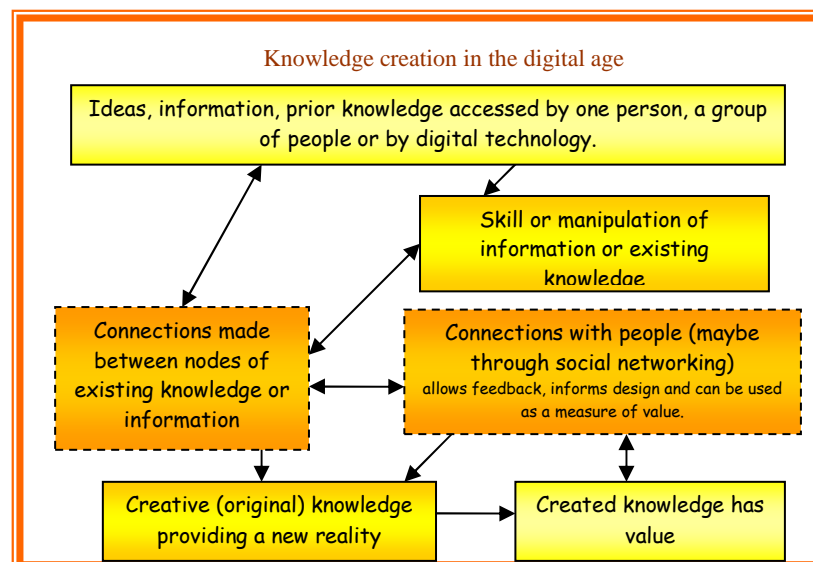 Knowledge creation in the digital age
Ideas, information, prior knowledge accessed by one person, a group
of people or by digital technology.
Skill or manipulation of
information or existing
knowledge
Connections made
between nodes of
existing knowledge or
information
Connections with people (maybe
through social networking)
allows feedback, informs design and can be used
as a measure of value.
Creative (original) knowledge
providing a new reality
Created knowledge has
value